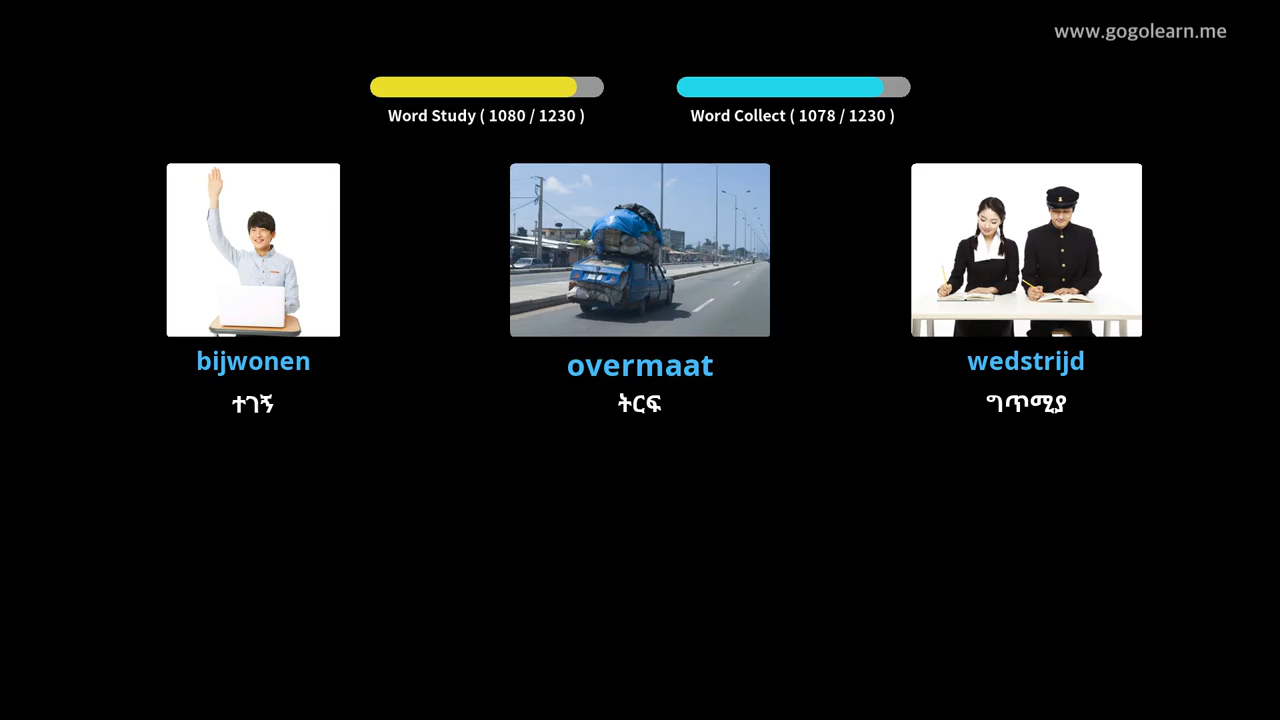 www.gogolearn.me
Word Study ( 1080 / 1230 )
Word Collect ( 1078 / 1230 )
bijwonen
overmaat
wedstrijd
ተገኝ
ትርፍ
ግጥሚያ